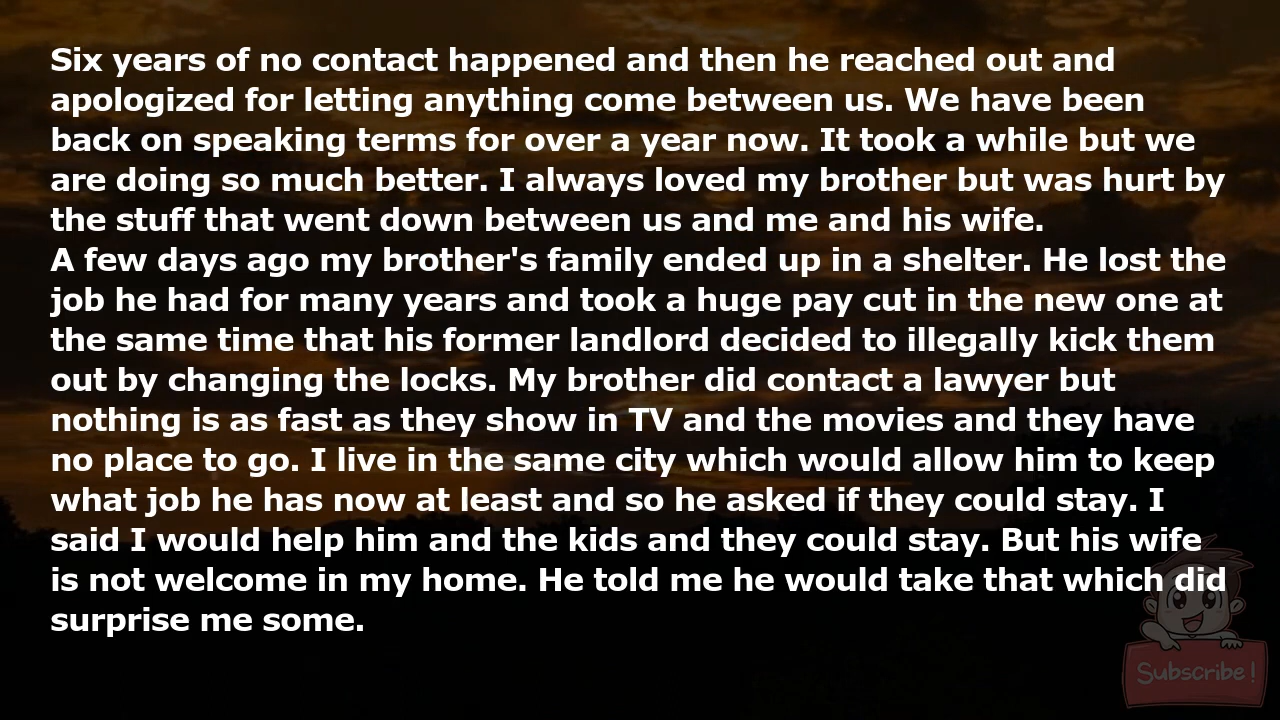 Six years of no contact happened and then he reached out and
apologized for letting anything come between us. We have been
back on speaking terms for over a year now. It took a while but we
are doing so much better. I always loved my brother but was hurt by
the stuff that went down between us and me and his wife.
A few days ago my brother's family ended up in a shelter. He lost the
job he had for many years and took a huge pay cut in the new one at
the same time that his former landlord decided to illegally kick them
out by changing the locks. My brother did contact a lawyer but
nothing is as fast as they show in TV and the movies and they have
no place to go. I live in the same city which would allow him to keep
what job he has now at least and so he asked if they could stay. I
said I would help him and the kids and they could stay. But his wife
is not welcome in my home. He told me he would take that which did
surprise me some.
Subscribe!